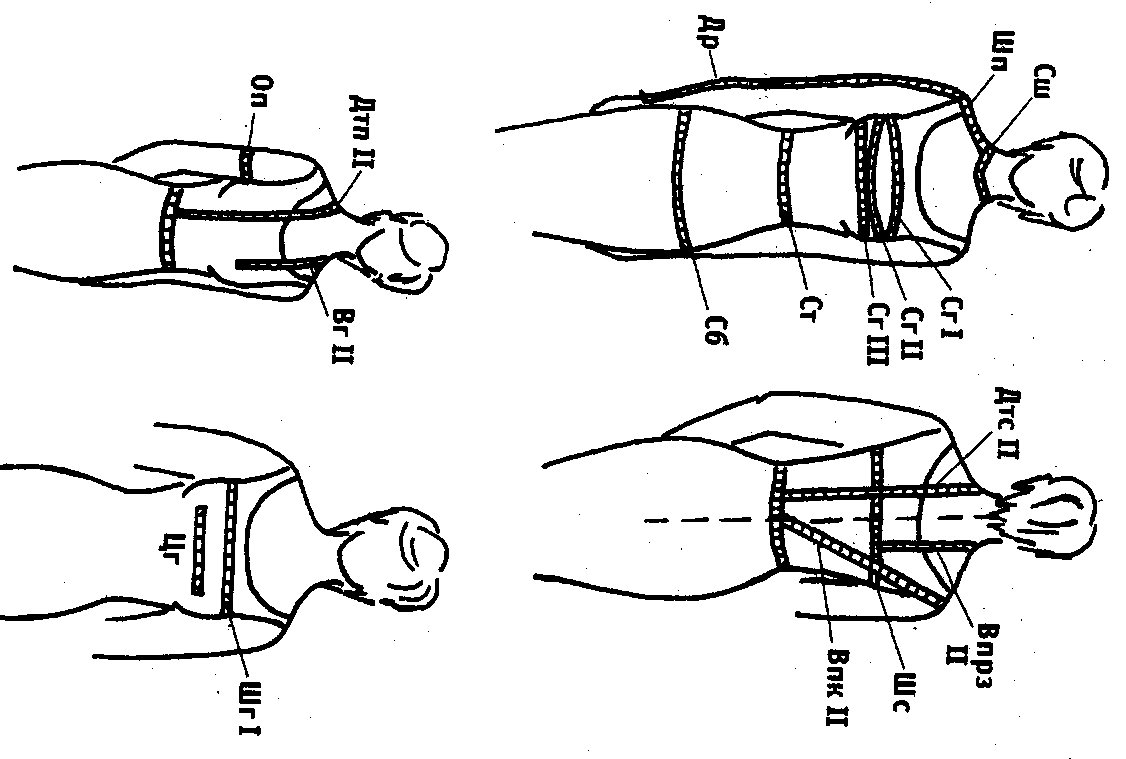 Сш
Шп
Др
Сг I
Сг II
Сг III
Ст
Сб
Дтп II
Оп
Вг II
Дтс II
Впрз
II
Шс
Впк II
Цг
Шг I